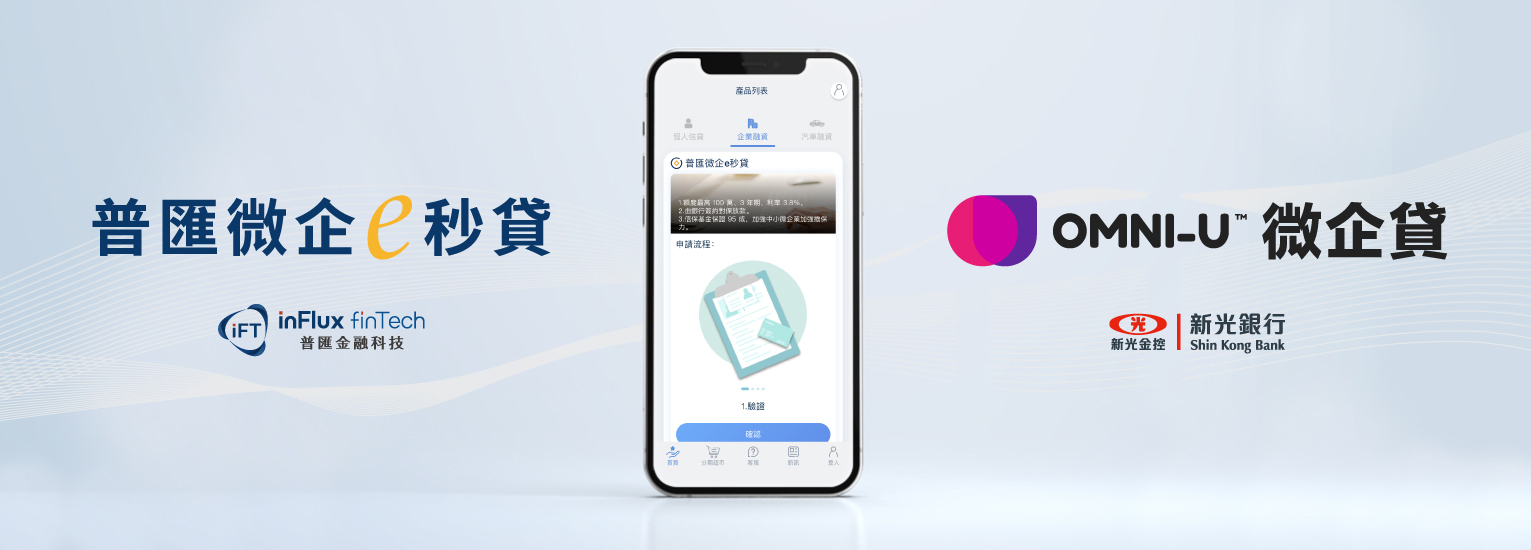 普匯微企e秒貸
iFT
inFlux finTech
普匯金融科技
產品列表
個人信貸
企業融資
汽車融資
普匯微企e秒貸
1.額度最高 100 萬、3 年期、利率 3.8%。
2.由銀行簽約對保放款。
3.信保基金保證 95 成，加強中小微企業加強擔保
力。
申請流程：
1.驗證
確認
首頁
分期超市
客服
新訊
登入
OMNI-U™ 微企貸
光
新光金控
新光銀行
Shin Kong Bank